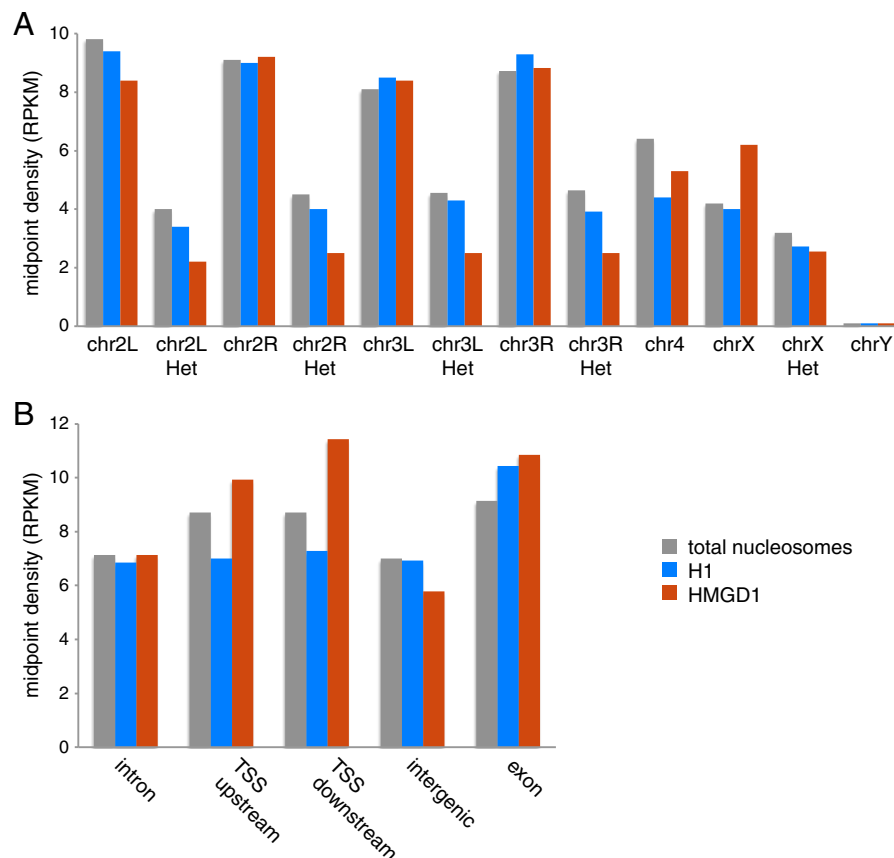 A
midpoint density (RPKM)
10
8
6
4
2
0
chr2L
chr2L
Het
chr2R
chr2R
Het
chr3L
chr3L
Het
chr3R
chr3R
Het
chr4
chrX
chrX
Het
chrY
B
midpoint density (RPKM)
12
10
8
6
4
2
0
intron
TSS
upstream
TSS
downstream
intergenic
exon
total nucleosomes
H1
HMGD1